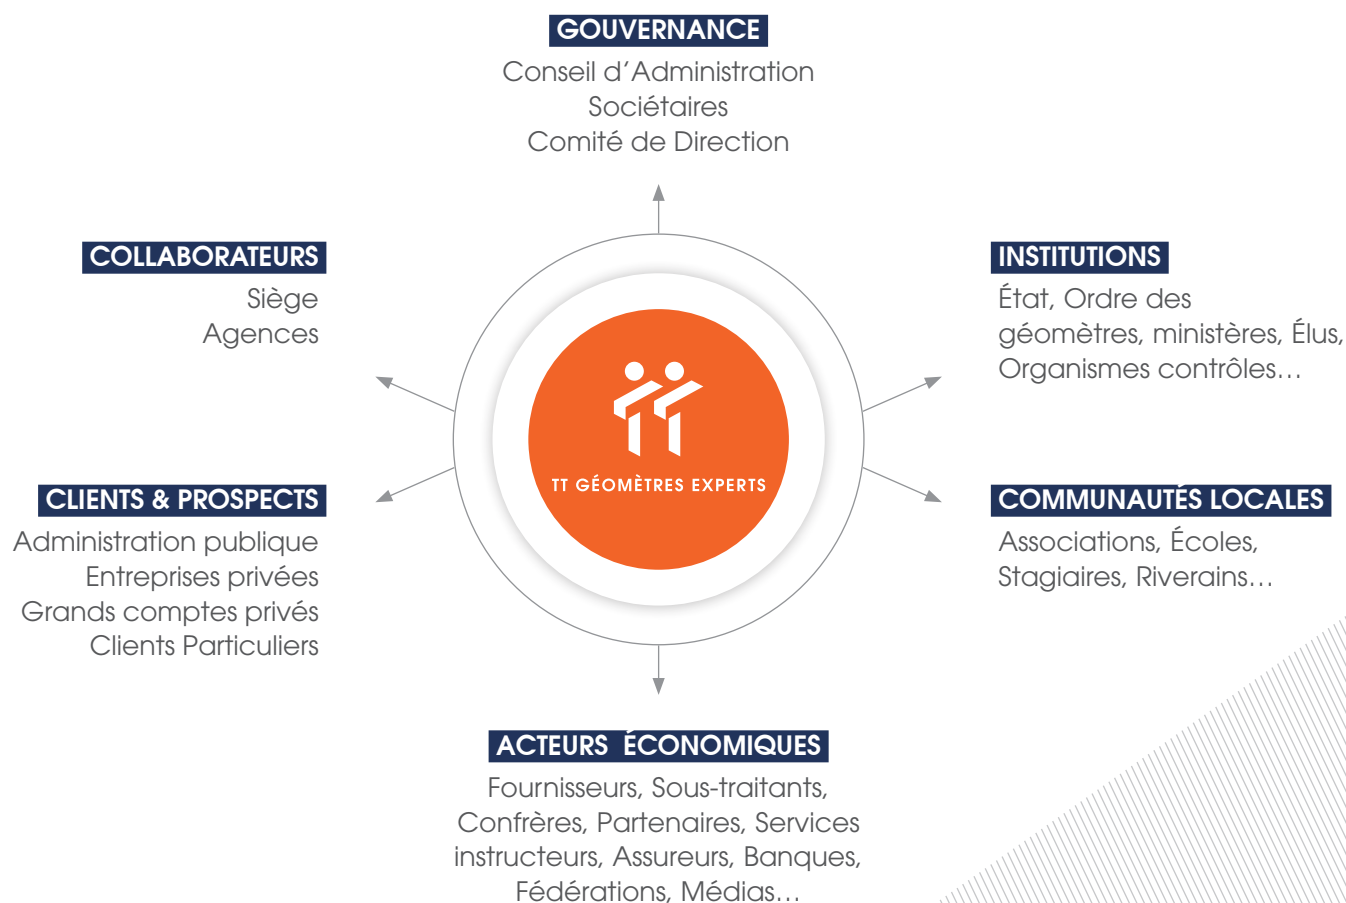 GOUVERNANCE
Conseil d’Administration
Sociétaires
Comité de Direction
COLLABORATEURS
Siège
Agences
INSTITUTIONS
État, Ordre des
géomètres, ministères, Élus,
Organismes contrôles…
TT GÉOMÈTRES EXPERTS
CLIENTS & PROSPECTS
Administration publique
Entreprises privées
Grands comptes privés
Clients Particuliers
COMMUNAUTÉS LOCALES
Associations, Écoles,
Stagiaires, Riverains…
ACTEURS ÉCONOMIQUES
Fournisseurs, Sous-traitants,
Confrères, Partenaires, Services
instructeurs, Assureurs, Banques,
Fédérations, Médias…